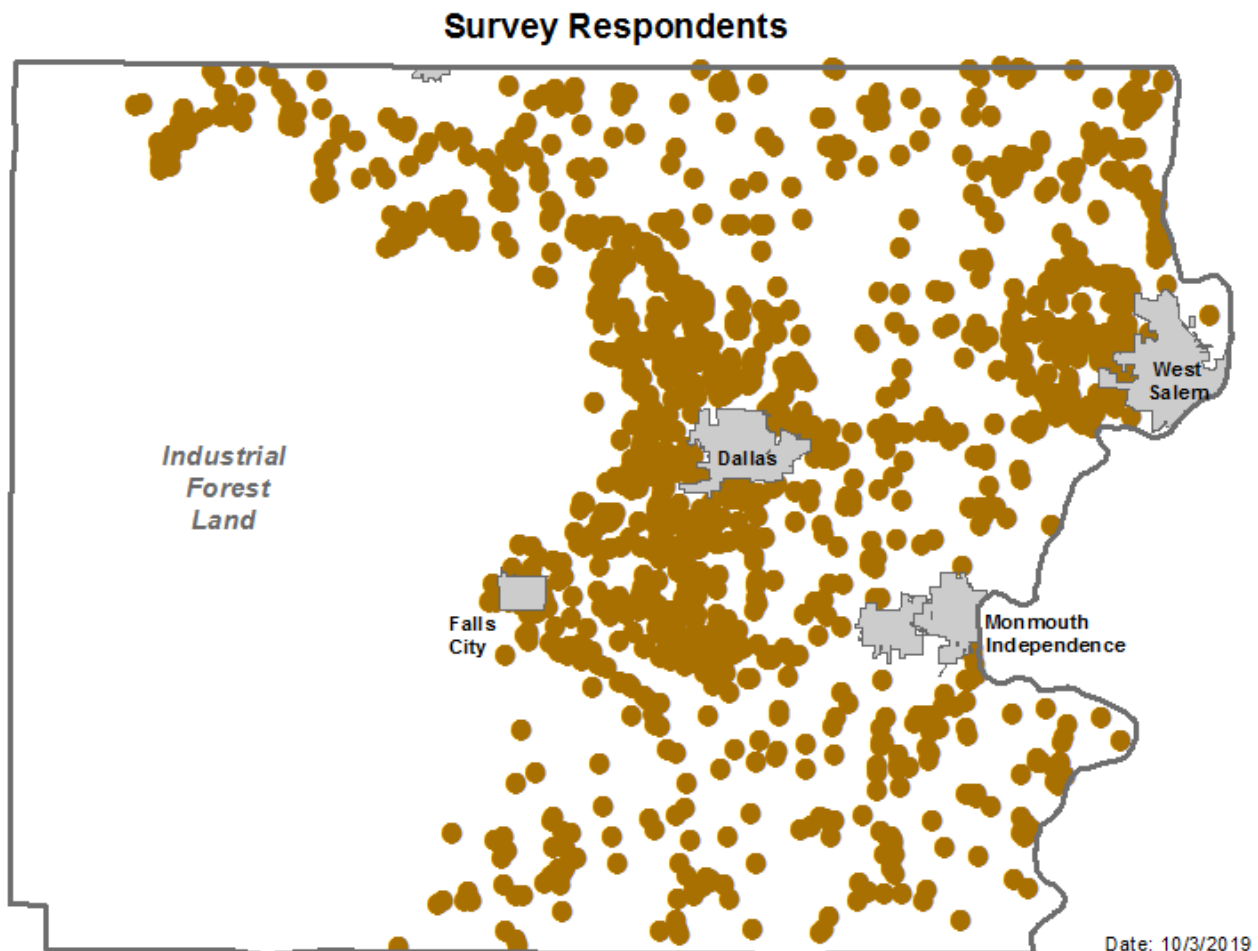 Survey Respondents
West
Salem
Industrial
Forest
Land
Dallas
Falls
City
Monmouth
Independence
Date: 10/3/2019